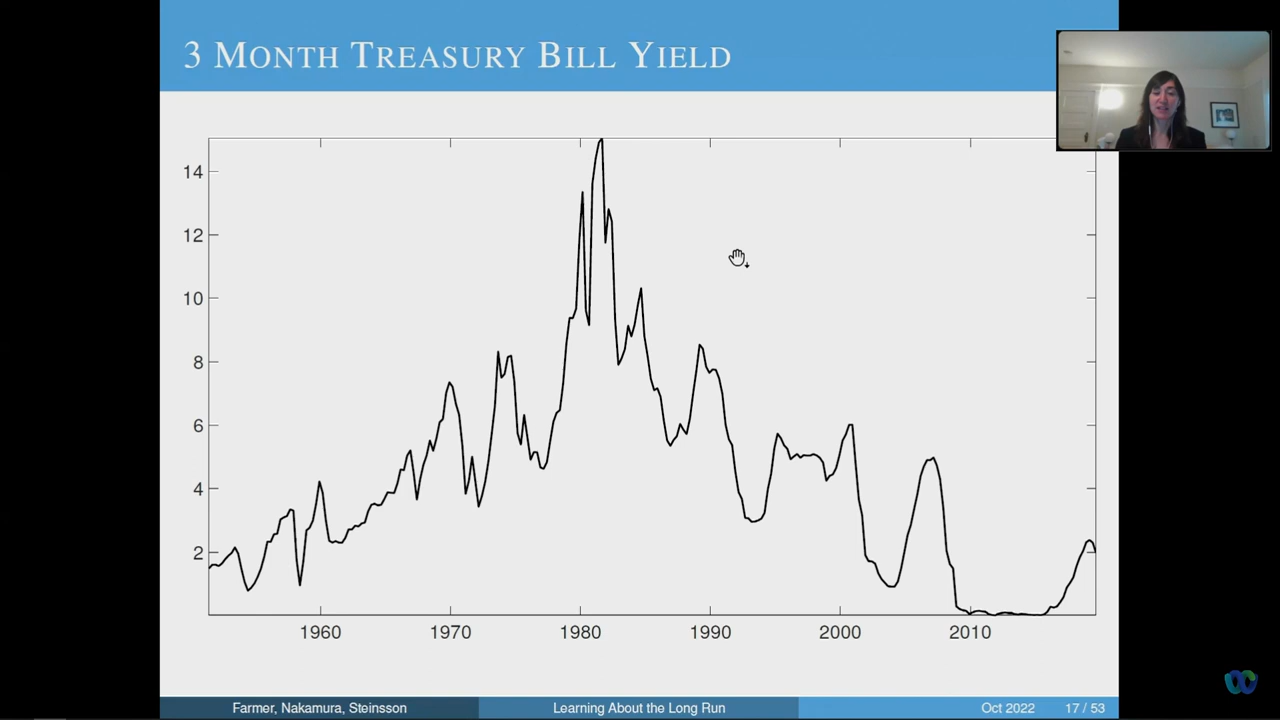 3 MONTH TREASURY BILL YIELD
14
12
10
8
6
4
2
1960 1970 1980 1990 2000 2010
Farmer, Nakamura, Steinsson Learning About the Long Run Oct 2022 17 / 53